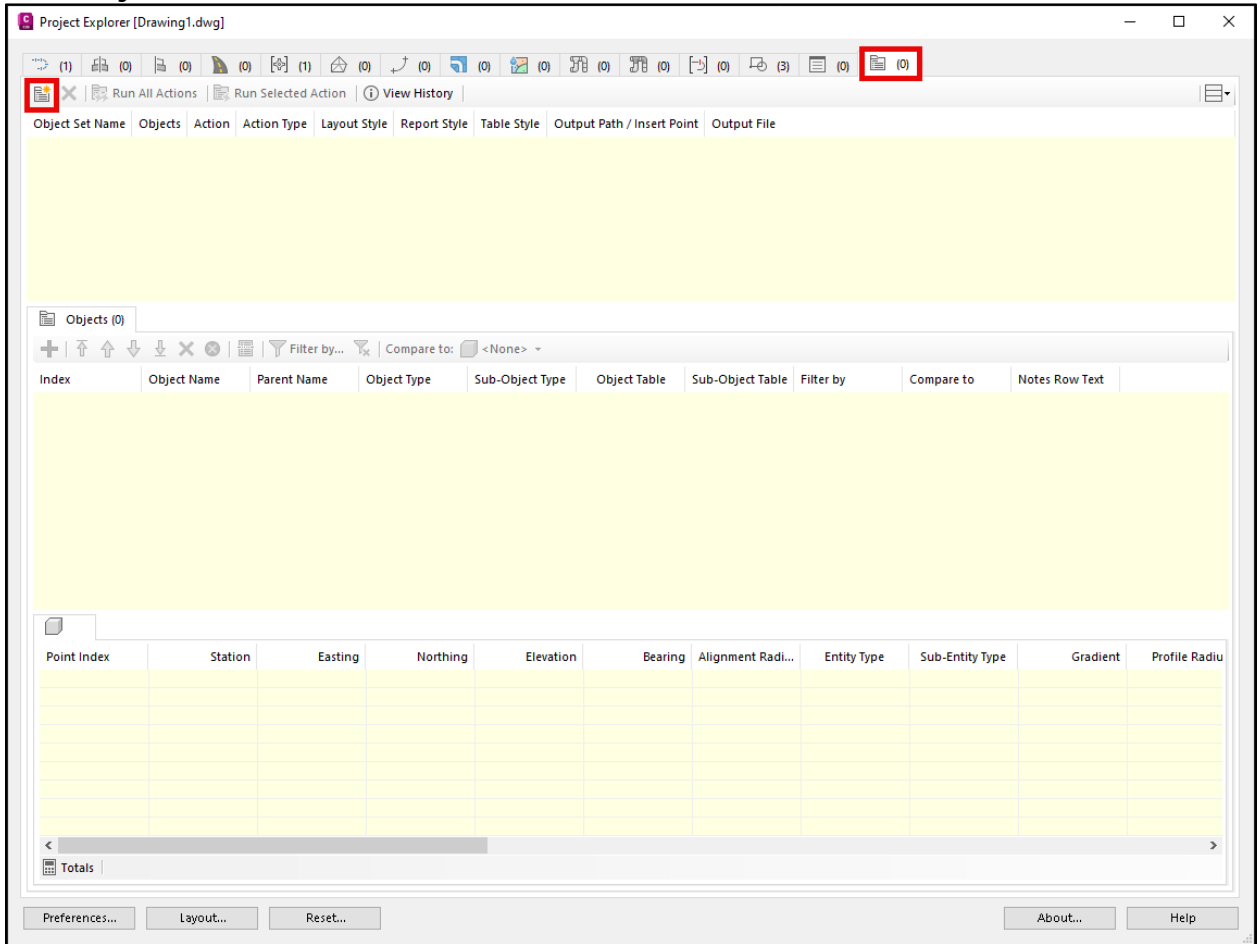 Project Explorer [Drawing1.dwg]
(1) (0) (0) (0) (1) (0) (0) (0) (0) (0) (0) (0) (3) (0) (0)
Run All Actions Run Selected Action View History
Object Set Name Objects Action Action Type Layout Style Report Style Table Style Output Path / Insert Point Output File
Objects (0)
Filter by... Compare to: <None>
Index Object Name Parent Name Object Type Sub-Object Type Object Table Sub-Object Table Filter by Compare to Notes Row Text
Point Index Station Easting Northing Elevation Bearing Alignment Radi... Entity Type Sub-Entity Type Gradient Profile Radiu
Totals
Preferences... Layout... Reset... About... Help